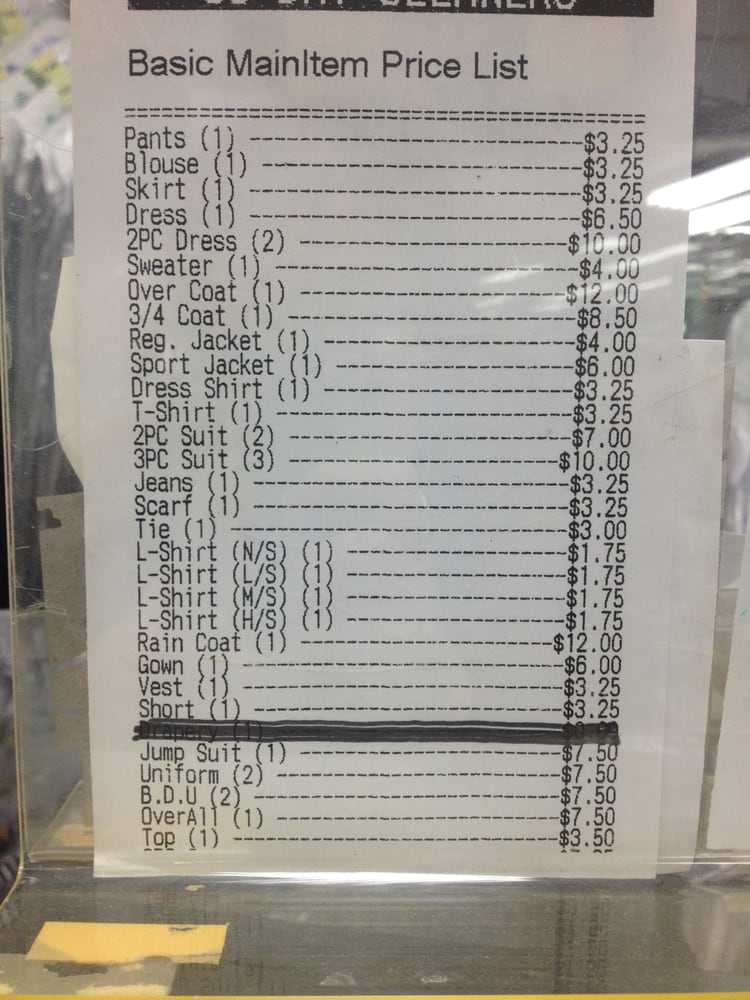 CLEANERS
Basic MainItem Price List
================================================
Pants (1) --------------------------------$3.25
Blouse (1) -------------------------------$3.25
Skirt (1) --------------------------------$3.25
Dress (1) --------------------------------$6.50
2PC Dress (2) ---------------------------$10.00
Sweater (1) ------------------------------$4.00
Over Coat (1) ---------------------------$12.00
3/4 Coat (1) -----------------------------$8.50
Reg. Jacket (1) --------------------------$4.00
Sport Jacket (1) -------------------------$6.00
Dress Shirt (1) --------------------------$3.25
T-Shirt (1) ------------------------------$3.25
2PC Suit (2) -----------------------------$7.00
3PC Suit (3) ----------------------------$10.00
Jeans (1) --------------------------------$3.25
Scarf (1) --------------------------------$3.25
Tie (1) ----------------------------------$3.00
L-Shirt (N/S) (1) ------------------------$1.75
L-Shirt (L/S) (1) ------------------------$1.75
L-Shirt (M/S) (1) ------------------------$1.75
L-Shirt (H/S) (1) ------------------------$1.75
Rain Coat (1) ---------------------------$12.00
Gown (1) ---------------------------------$6.00
Vest (1) ---------------------------------$3.25
Short (1) --------------------------------$3.25
Drapery (1)
Jump Suit (1) ----------------------------$7.50
Uniform (2) ------------------------------$7.50
B.D.U (2) --------------------------------$7.50
OverAll (1) ------------------------------$7.50
Top (1) ----------------------------------$3.50